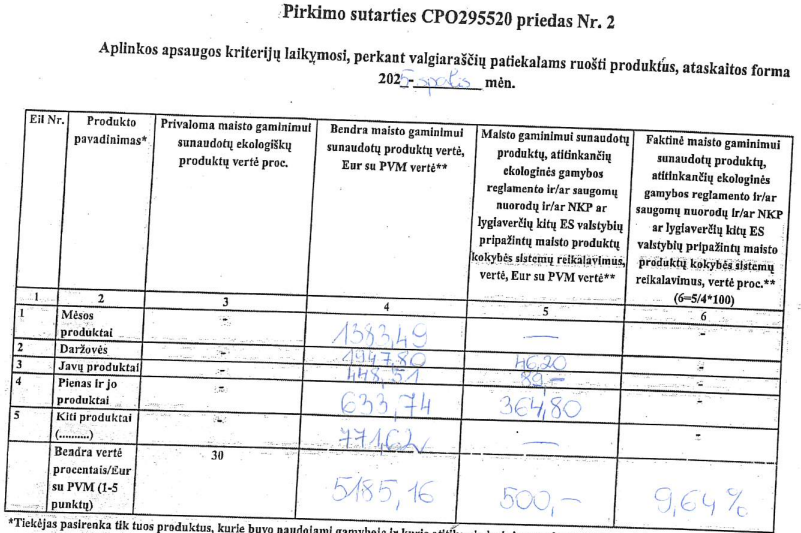 Pirkimo sutarties CPO295520 priedas Nr. 2
Aplinkos apsaugos kriterijų laikymosi, perkant valgiaraščių patiekalams ruošti produktus, ataskaitos forma
2025-spalis mėn.
Eil Nr. Produkto pavadinimas* Privaloma maisto gaminimui sunaudotų ekologiškų produktų vertė proc. Bendra maisto gaminimui sunaudotų produktų vertė, Eur su PVM vertė** Maisto gaminimui sunaudotų produktų, atitinkančių ekologinės gamybos reglamento ir/ar saugomų nuorodų ir/ar NKP ar lygiaverčių kitų ES valstybių pripažintų maisto produktų kokybės sistemų reikalavimus, vertė, Eur su PVM vertė** Faktinė maisto gaminimui sunaudotų produktų, atitinkančių ekologinės gamybos reglamento ir/ar saugomų nuorodų ir/ar NKP ar lygiaverčių kitų ES valstybių pripažintų maisto produktų kokybės sistemų reikalavimus, vertė proc.** (6=5/4*100)
1 2 3 4 5 6
1 Mėsos produktai - 1383,49 — -
2 Daržovės - 1947,80 46,20 -
3 Javų produktai - 448,51 89,- -
4 Pienas ir jo produktai - 633,74 364,80 -
5 Kiti produktai (..........) - 771,62 — -
Bendra vertė procentais/Eur su PVM (1-5 punktų) 30 5185,16 500,- 9,64%
*Tiekėjas pasirenka tik tuos produktus, kurie buvo naudojami gamyboje ir kurie